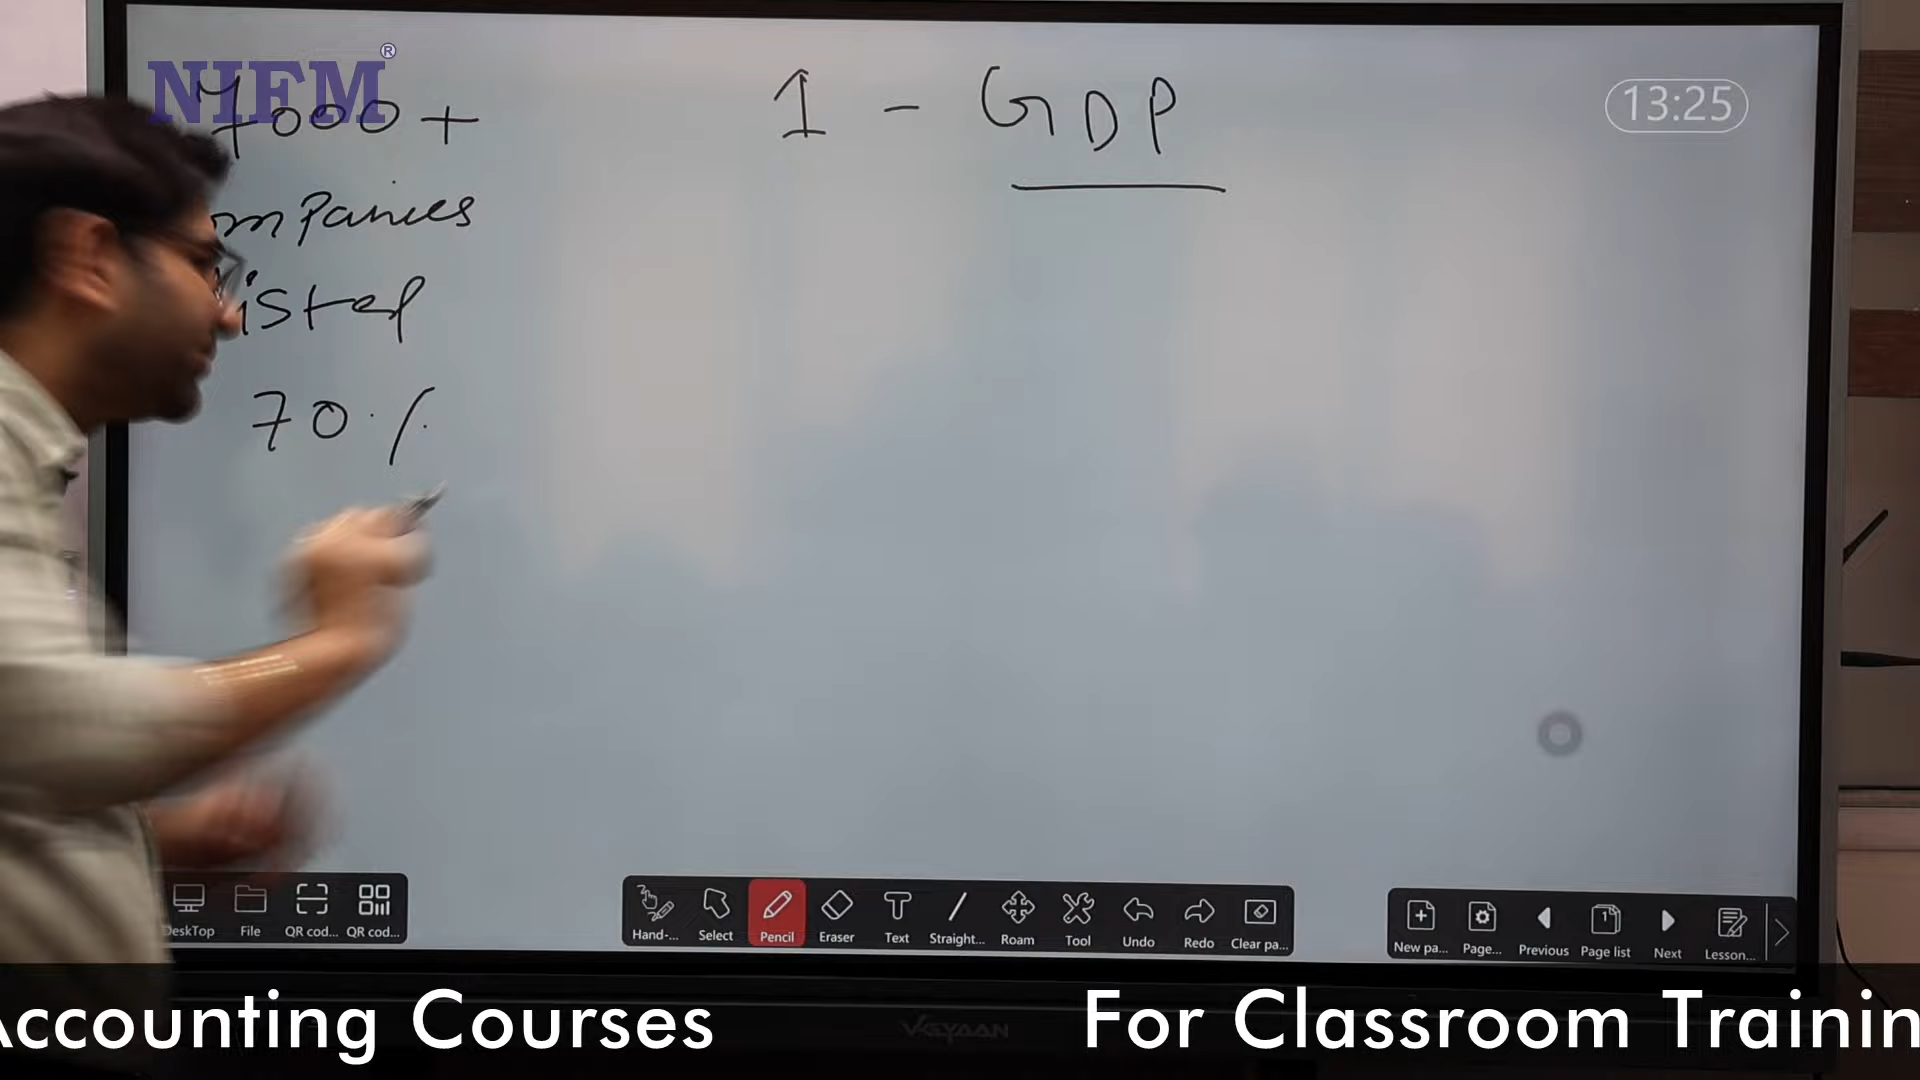 NIFM®
7000+
1 - GDP
13:25
mpanies
isted
70%
DeskTop
File
QR cod...
QR cod...
Hand-...
Select
Pencil
Eraser
Text
Straight...
Roam
Tool
Undo
Redo
Clear pa...
New pa...
Page...
Previous
Page list
Next
Lesson...
Accounting Courses
For Classroom Trainin